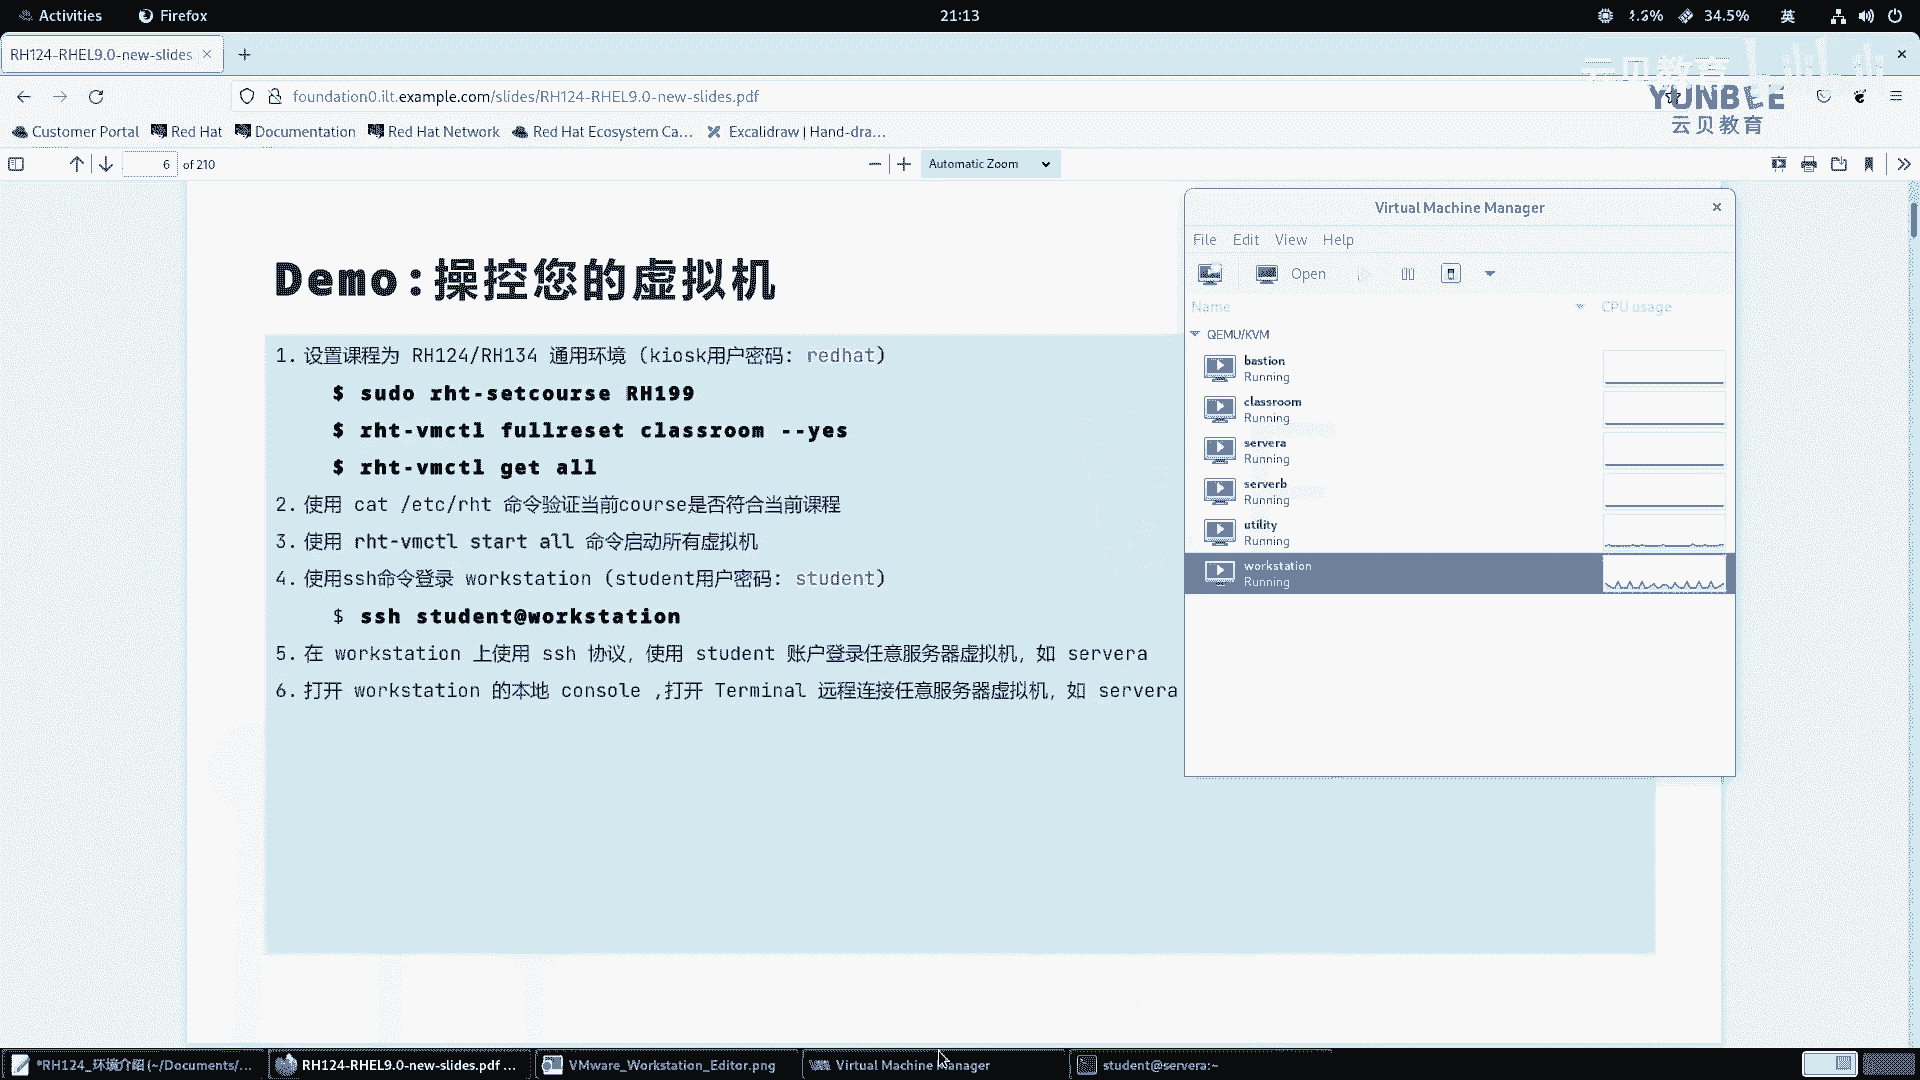 Activities
Firefox
21:13
34.5%
英
RH124-RHEL9.0-new-slides
foundation0.ilt.example.com/slides/RH124-RHEL9.0-new-slides.pdf
云贝教育
YUNBEE
云贝教育
Customer Portal
Red Hat
Documentation
Red Hat Network
Red Hat Ecosystem Ca...
Excalidraw | Hand-dra...
6 of 210
Automatic Zoom
Demo:操控您的虚拟机
1. 设置课程为 RH124/RH134 通用环境 (kiosk用户密码: redhat)
$ sudo rht-setcourse RH199
$ rht-vmctl fullreset classroom --yes
$ rht-vmctl get all
2. 使用 cat /etc/rht 命令验证当前course是否符合当前课程
3. 使用 rht-vmctl start all 命令启动所有虚拟机
4. 使用ssh命令登录 workstation (student用户密码: student)
$ ssh student@workstation
5. 在 workstation 上使用 ssh 协议, 使用 student 账户登录任意服务器虚拟机, 如 servera
6. 打开 workstation 的本地 console ,打开 Terminal 远程连接任意服务器虚拟机, 如 servera
Virtual Machine Manager
File Edit View Help
Open
Name
CPU usage
QEMU/KVM
bastion
Running
classroom
Running
servera
Running
serverb
Running
utility
Running
workstation
Running
*RH124_环境介绍 (~/Documents/...
RH124-RHEL9.0-new-slides.pdf ...
VMware_Workstation_Editor.png
Virtual Machine Manager
student@servera:~